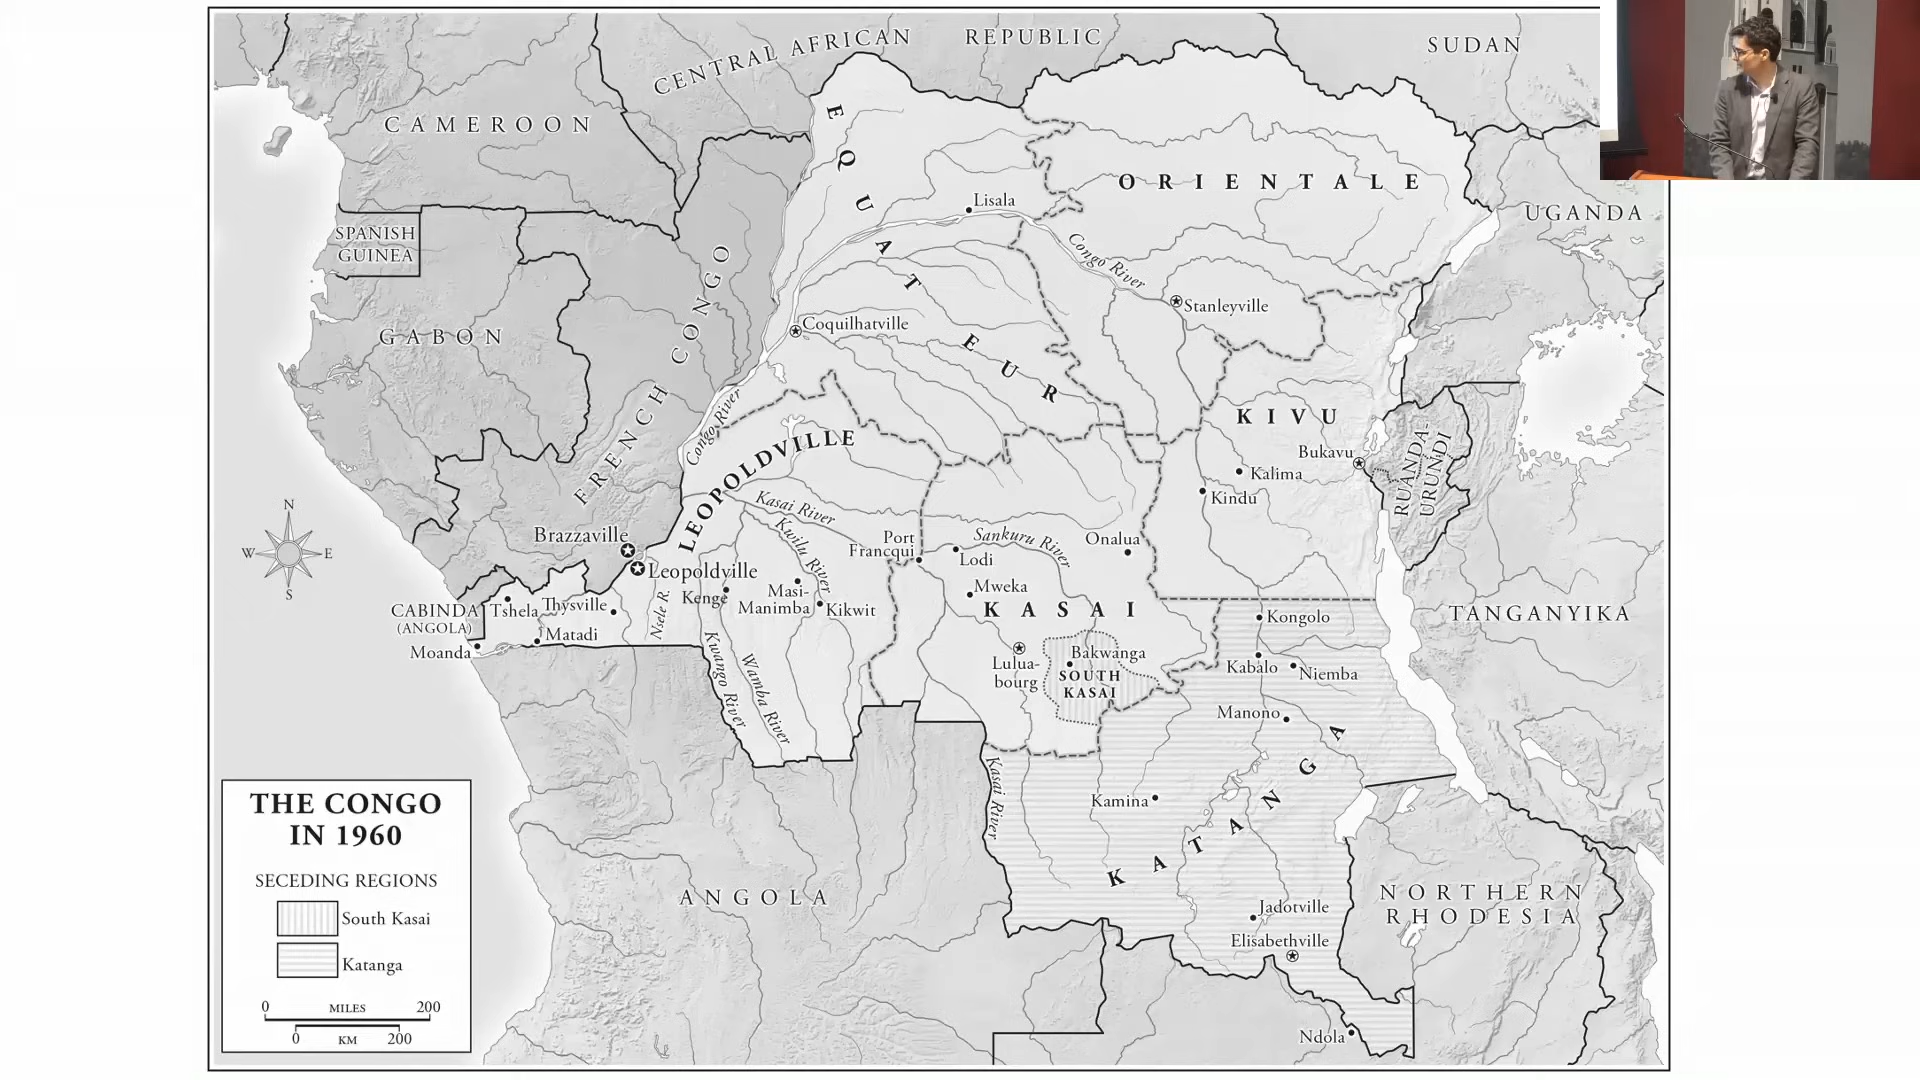 CENTRAL AFRICAN REPUBLIC
SUDAN
CAMEROON
EQUATEUR
ORIENTALE
Lisala
UGANDA
SPANISH
GUINEA
Congo River
Stanleyville
GABON
FRENCH CONGO
Coquilhatville
Congo River
KIVU
LEOPOLDVILLE
Bukavu
RUANDA-
URUNDI
Kalima
Kindu
Kasai River
Kwilu River
N
W
E
S
Brazzaville
Leopoldville
Port
Francqui
Sankuru River
Onalua
Lodi
Mweka
CABINDA
(ANGOLA)
Tshela
Thysville
Nsele R.
Kenge
Masi-
Manimba
Kikwit
KASAI
Kongolo
TANGANYIKA
Matadi
Moanda
Kwango River
Wamba River
Lulua-
bourg
Bakwanga
SOUTH
KASAI
Kabalo
Niemba
Manono
Kasai River
Kamina
KATANGA
ANGOLA
NORTHERN
RHODESIA
Jadotville
Elisabethville
Ndola
THE CONGO
IN 1960
SECEDING REGIONS
South Kasai
Katanga
0 MILES 200
0 KM 200